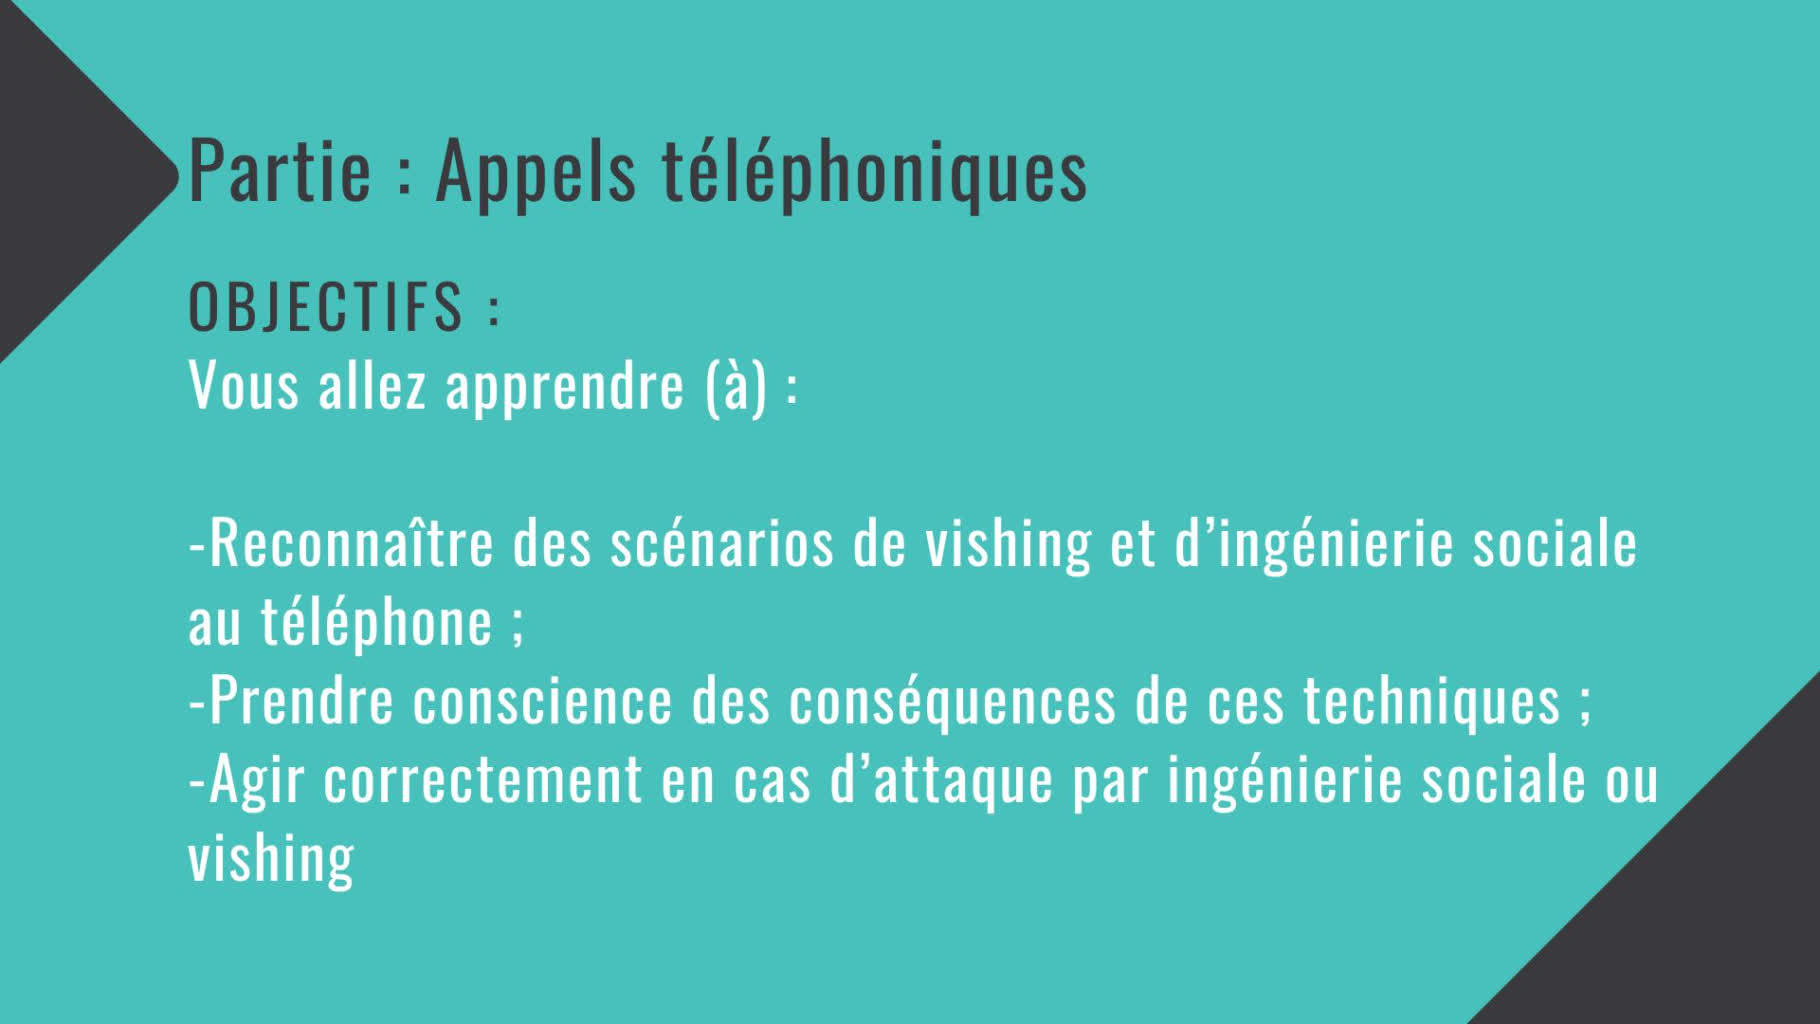 Partie : Appels téléphoniques
OBJECTIFS :
Vous allez apprendre (à) :
-Reconnaître des scénarios de vishing et d’ingénierie sociale
au téléphone ;
-Prendre conscience des conséquences de ces techniques ;
-Agir correctement en cas d’attaque par ingénierie sociale ou
vishing